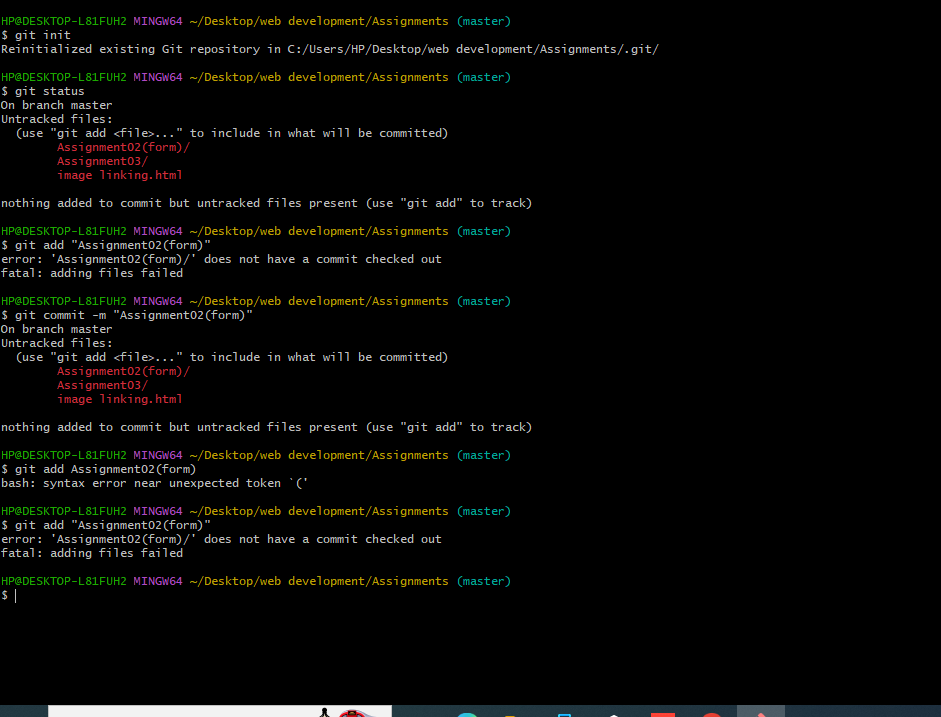 HP@DESKTOP-L81FUH2 MINGW64 ~/Desktop/web development/Assignments (master)
$ git init
Reinitialized existing Git repository in C:/Users/HP/Desktop/web development/Assignments/.git/
HP@DESKTOP-L81FUH2 MINGW64 ~/Desktop/web development/Assignments (master)
$ git status
On branch master
Untracked files:
(use "git add <file>..." to include in what will be committed)
Assignment02(form)/
Assignment03/
image linking.html
nothing added to commit but untracked files present (use "git add" to track)
HP@DESKTOP-L81FUH2 MINGW64 ~/Desktop/web development/Assignments (master)
$ git add "Assignment02(form)"
error: 'Assignment02(form)/' does not have a commit checked out
fatal: adding files failed
HP@DESKTOP-L81FUH2 MINGW64 ~/Desktop/web development/Assignments (master)
$ git commit -m "Assignment02(form)"
On branch master
Untracked files:
(use "git add <file>..." to include in what will be committed)
Assignment02(form)/
Assignment03/
image linking.html
nothing added to commit but untracked files present (use "git add" to track)
HP@DESKTOP-L81FUH2 MINGW64 ~/Desktop/web development/Assignments (master)
$ git add Assignment02(form)
bash: syntax error near unexpected token `('
HP@DESKTOP-L81FUH2 MINGW64 ~/Desktop/web development/Assignments (master)
$ git add "Assignment02(form)"
error: 'Assignment02(form)/' does not have a commit checked out
fatal: adding files failed
HP@DESKTOP-L81FUH2 MINGW64 ~/Desktop/web development/Assignments (master)
$